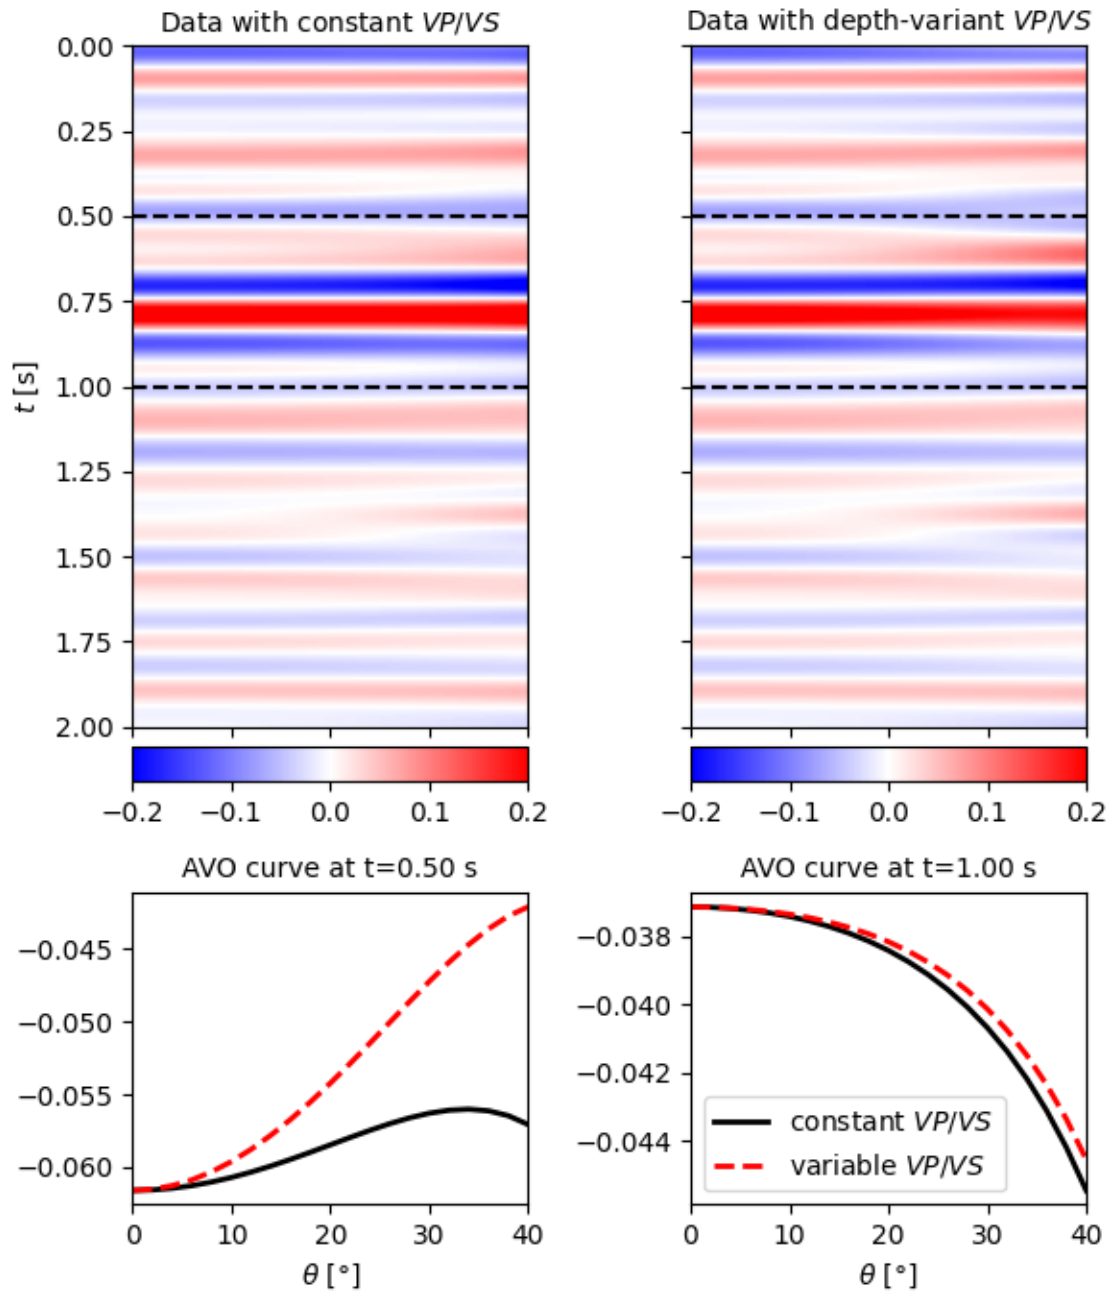 Data with constant VP/VS
Data with depth-variant VP/VS
0.00
0.25
0.50
0.75
1.00
1.25
1.50
1.75
2.00
t [s]
−0.2 −0.1 0.0 0.1 0.2
−0.2 −0.1 0.0 0.1 0.2
AVO curve at t=0.50 s
−0.045
−0.050
−0.055
−0.060
0 10 20 30 40
θ [°]
AVO curve at t=1.00 s
−0.038
−0.040
−0.042
−0.044
constant VP/VS
variable VP/VS
0 10 20 30 40
θ [°]